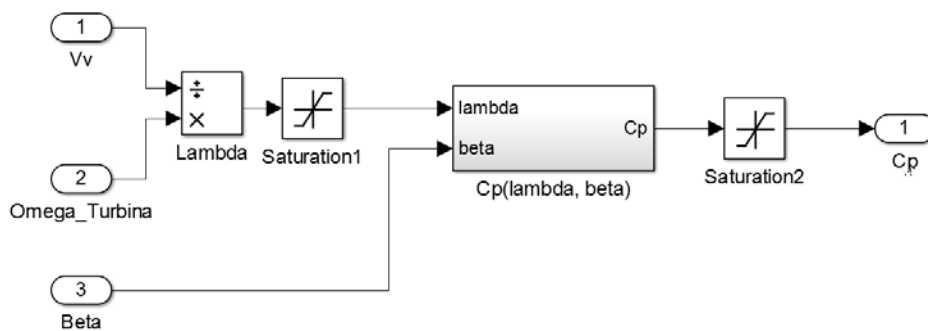 1
Vv
÷
×
Lambda
2
Omega_Turbina
Saturation1
3
Beta
lambda
beta
Cp
Cp(lambda, beta)
Saturation2
1
Cp